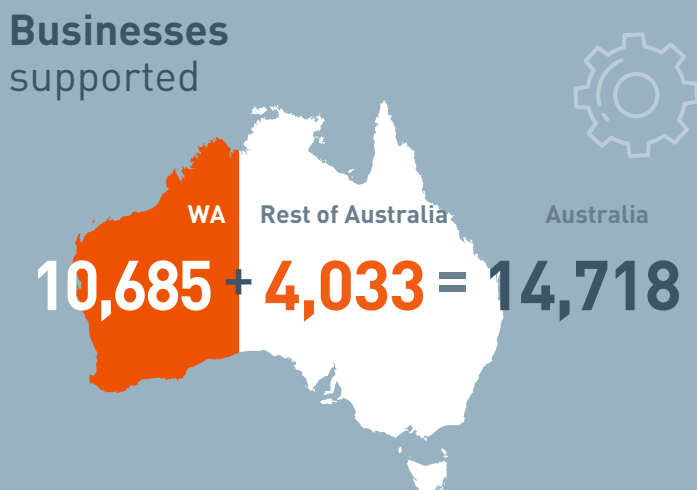 Businesses
supported
WA Rest of Australia Australia
10,685 + 4,033 = 14,718